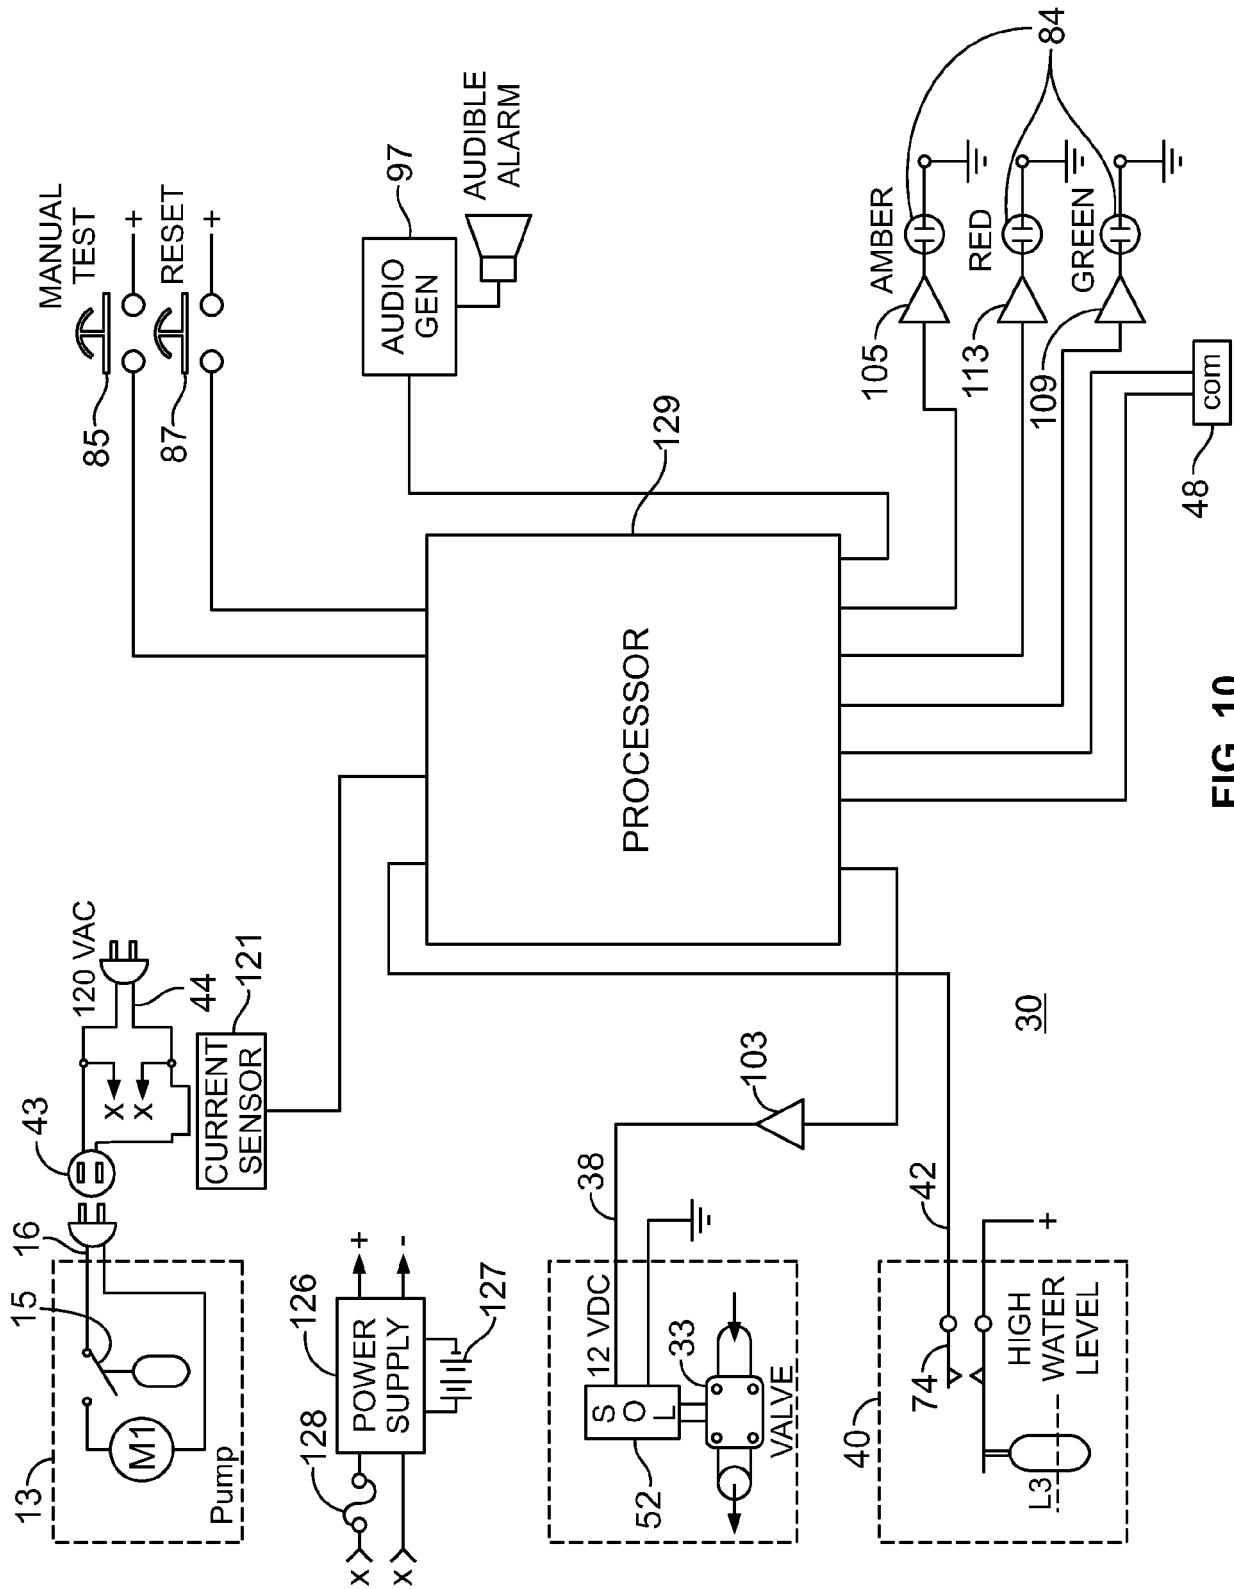 13
15
16
43
120 VAC
44
M1
Pump
X
X
CURRENT
SENSOR
121
MANUAL
TEST
+
85
RESET
+
87
AUDIO
GEN
97
AUDIBLE
ALARM
X
X
128
POWER
SUPPLY
126
+
-
127
PROCESSOR
129
SOL
12 VDC
38
103
52
33
VALVE
40
74
42
HIGH
WATER
LEVEL
L3
+
30
105
AMBER
113
RED
109
GREEN
84
com
48
FIG. 10